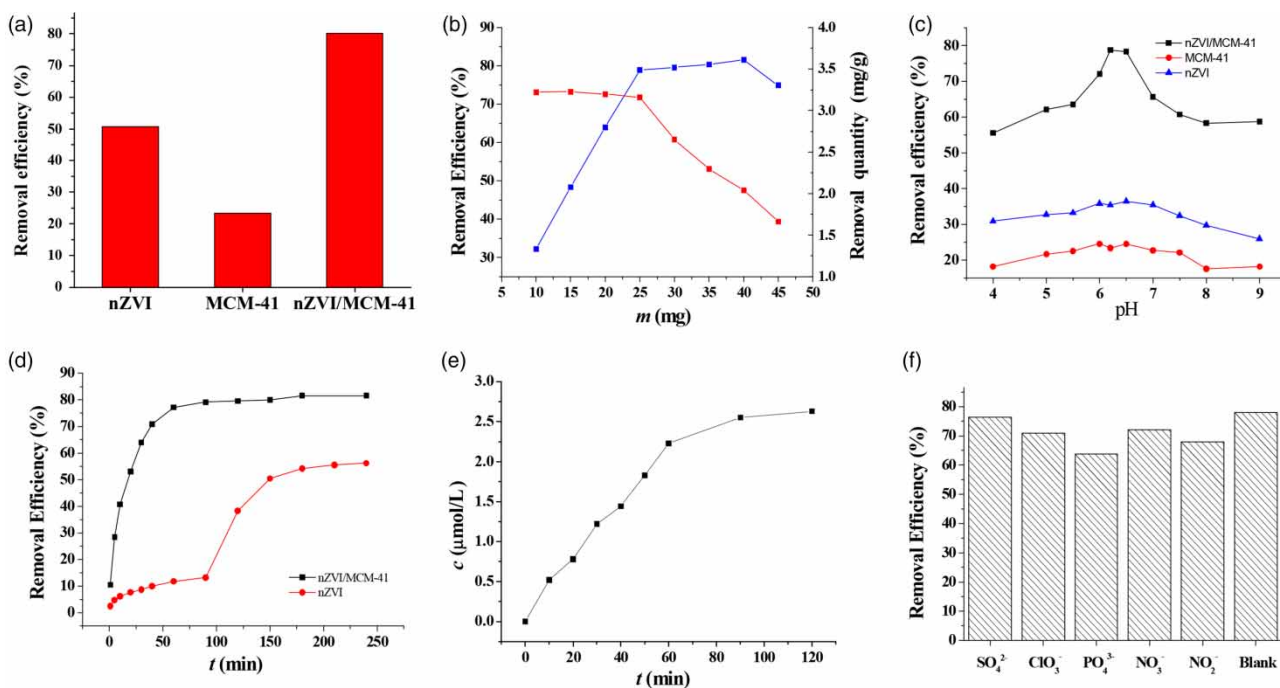 (a)
Removal efficiency (%)
80
70
60
50
40
30
20
10
0
nZVI MCM-41 nZVI/MCM-41
(b)
Removal Efficiency (%)
90
80
70
60
50
40
30
4.0
3.5
3.0
2.5
2.0
1.5
1.0
Removal quantity (mg/g)
5 10 15 20 25 30 35 40 45 50
m (mg)
(c)
Removal efficiency (%)
80
70
60
50
40
30
20
nZVI/MCM-41
MCM-41
nZVI
4 5 6 7 8 9
pH
(d)
Removal Efficiency (%)
90
80
70
60
50
40
30
20
10
0
nZVI/MCM-41
nZVI
0 50 100 150 200 250
t (min)
(e)
c (μmol/L)
3.0
2.5
2.0
1.5
1.0
0.5
0.0
0 20 40 60 80 100 120
t (min)
(f)
Removal Efficiency (%)
80
70
60
50
40
30
20
10
0
SO₄²⁻ ClO₃⁻ PO₄³⁻ NO₃⁻ NO₂⁻ Blank